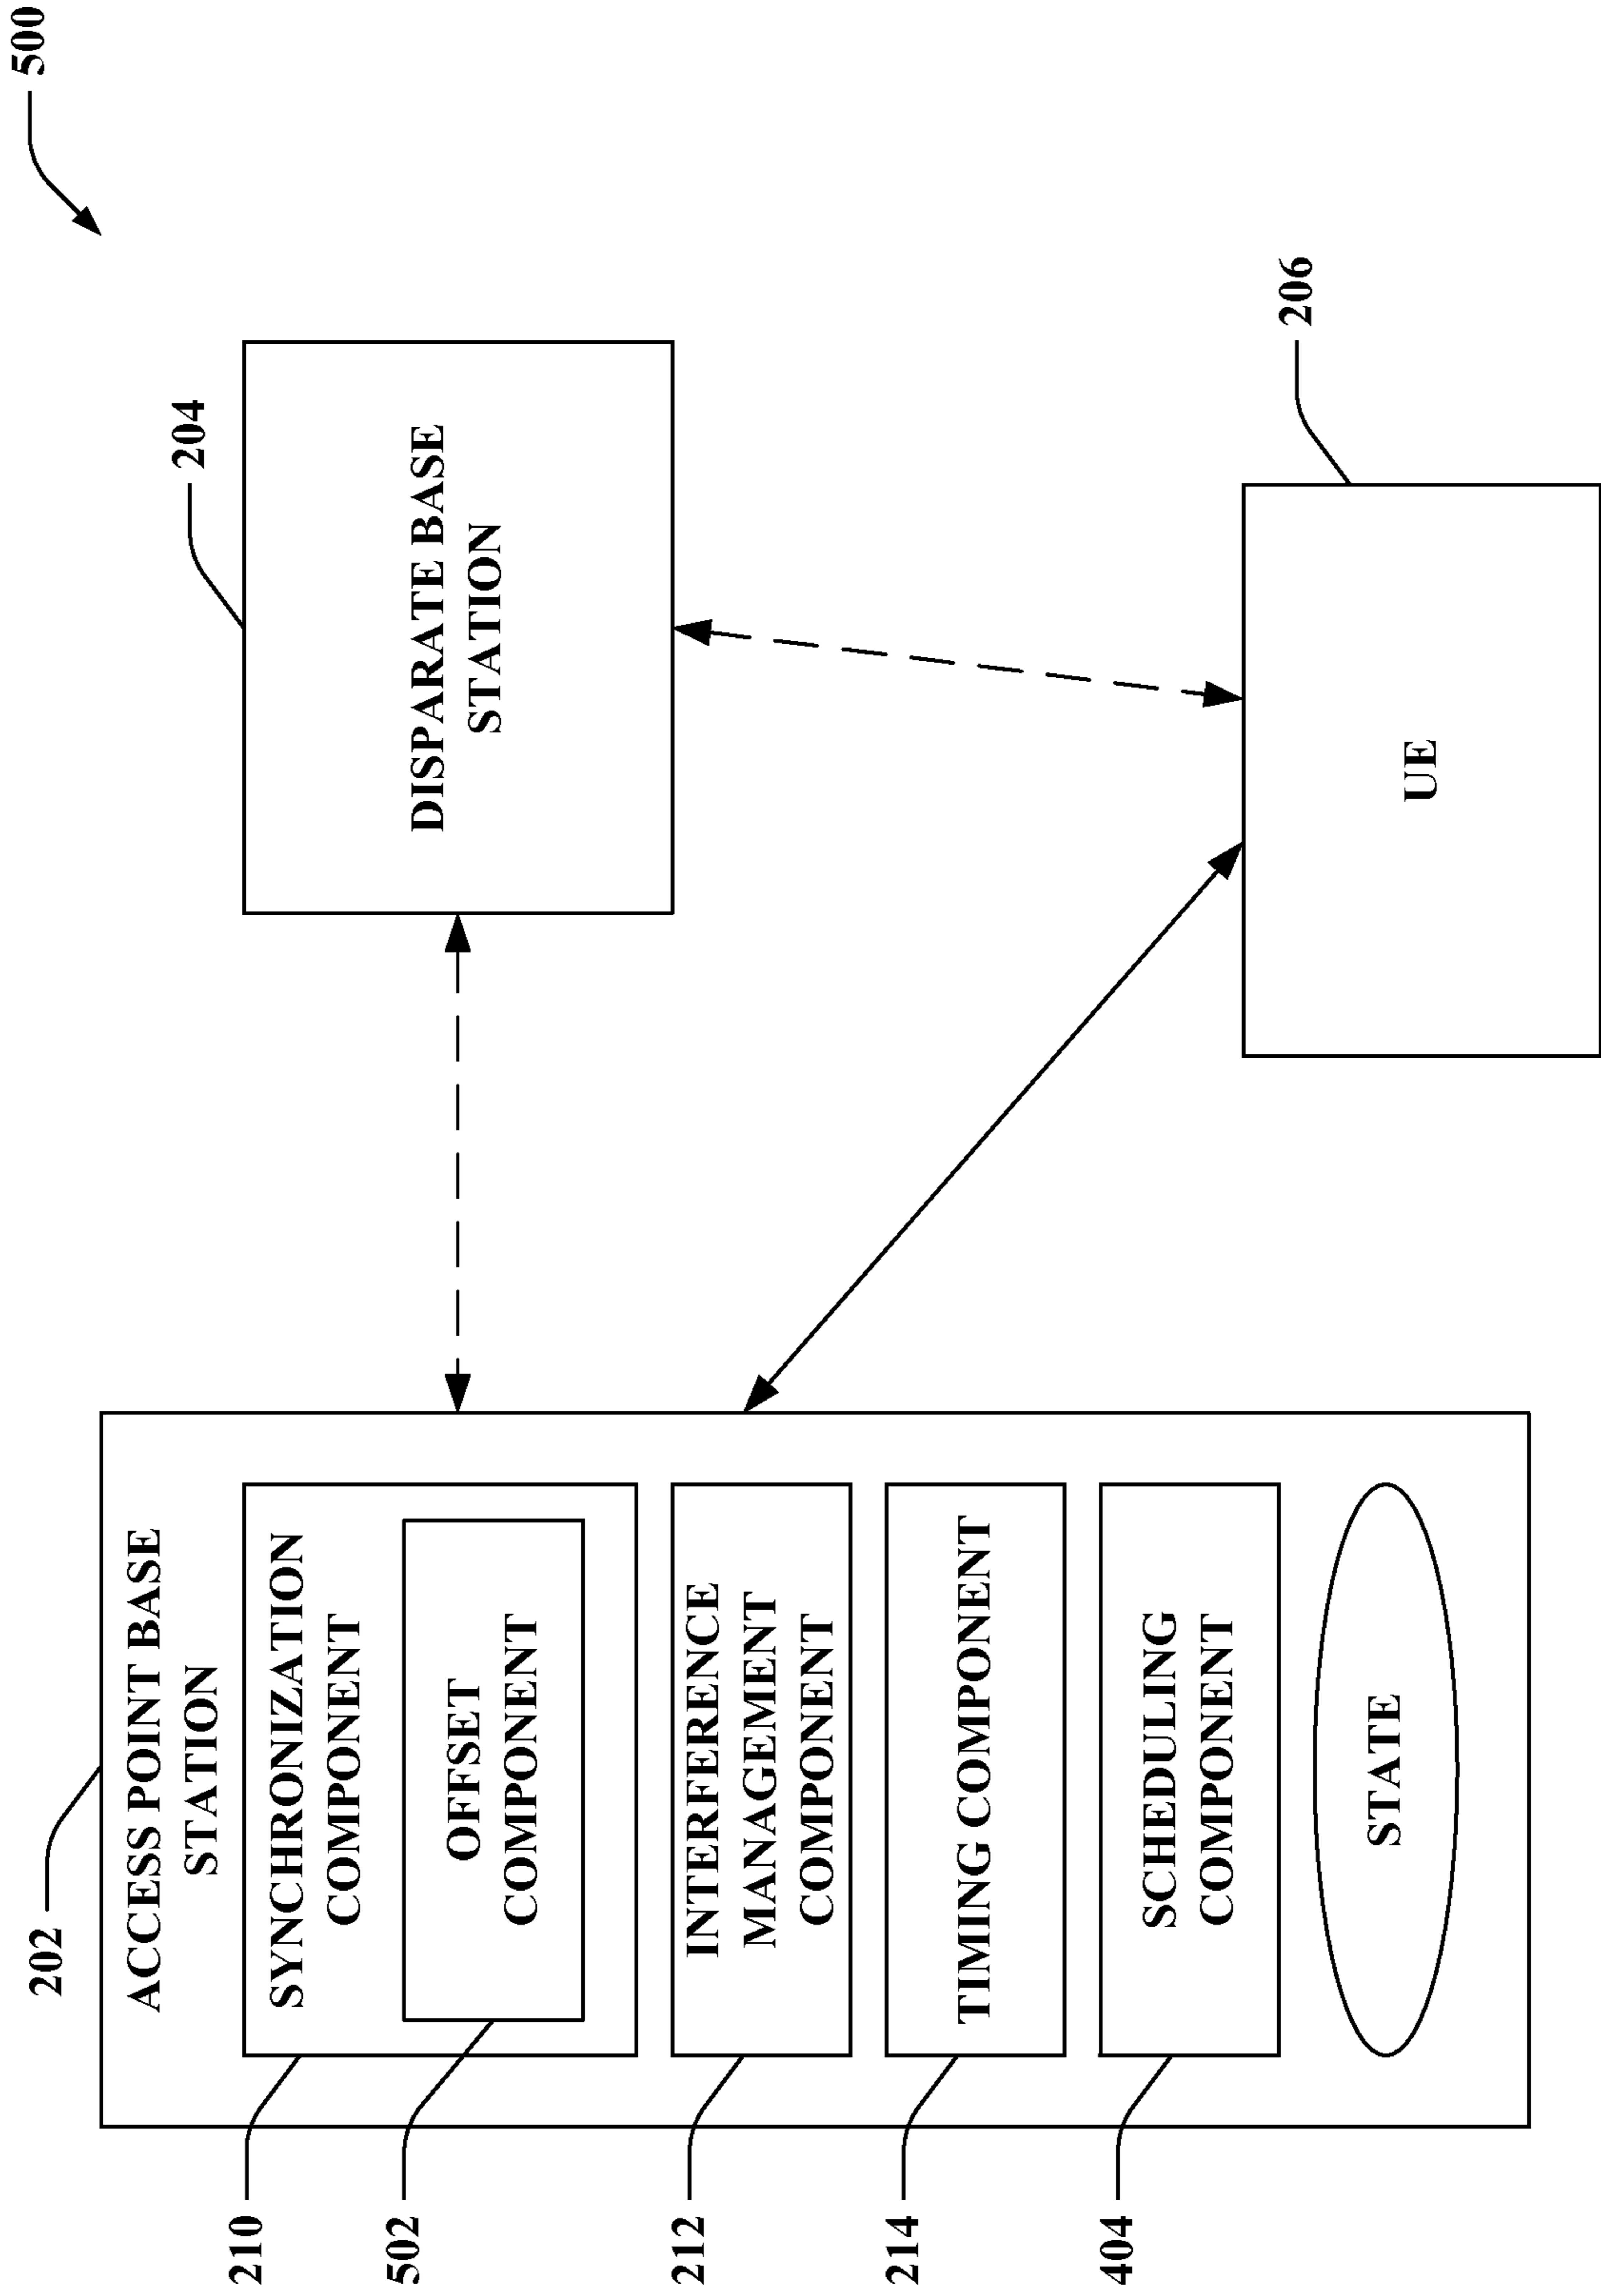 500
202
ACCESS POINT BASE
STATION
210
SYNCHRONIZATION
COMPONENT
502
OFFSET
COMPONENT
212
INTERFERENCE
MANAGEMENT
COMPONENT
214
TIMING COMPONENT
404
SCHEDULING
COMPONENT
STATE
204
DISPARATE BASE
STATION
206
UE